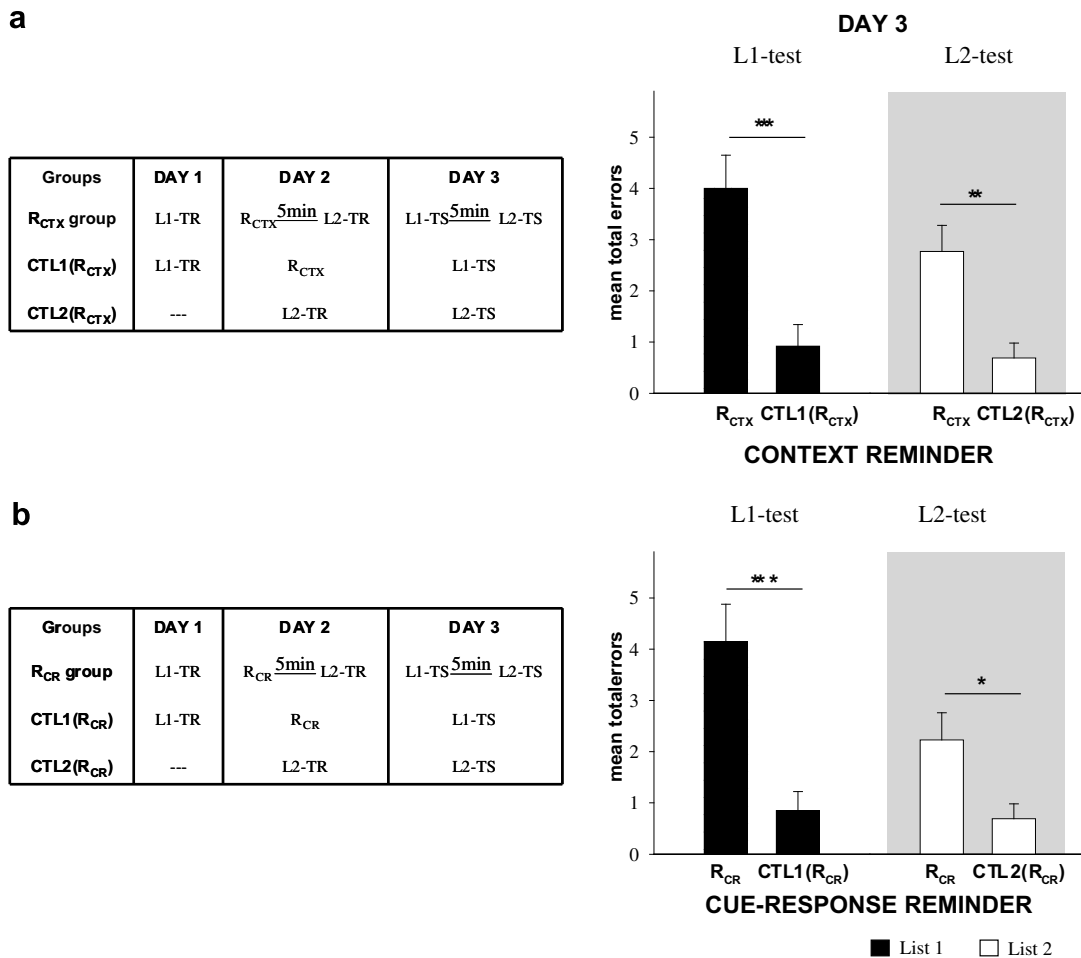 a
DAY 3
L1-test L2-test
Groups DAY 1 DAY 2 DAY 3
RCTX group L1-TR RCTX 5min L2-TR L1-TS 5min L2-TS
CTL1(RCTX) L1-TR RCTX L1-TS
CTL2(RCTX) --- L2-TR L2-TS
mean total errors
5
4
3
2
1
0
***
**
RCTX CTL1(RCTX) RCTX CTL2(RCTX)
CONTEXT REMINDER
b
L1-test L2-test
Groups DAY 1 DAY 2 DAY 3
RCR group L1-TR RCR 5min L2-TR L1-TS 5min L2-TS
CTL1(RCR) L1-TR RCR L1-TS
CTL2(RCR) --- L2-TR L2-TS
mean totalerrors
5
4
3
2
1
0
** *
*
RCR CTL1(RCR) RCR CTL2(RCR)
CUE-RESPONSE REMINDER
List 1 List 2